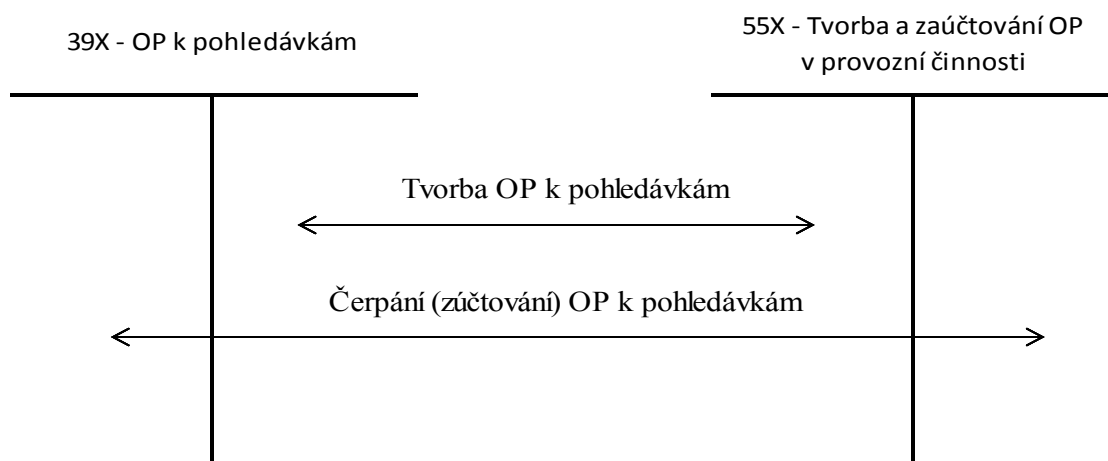 39X - OP k pohledávkám
55X - Tvorba a zaúčtování OP
v provozní činnosti
Tvorba OP k pohledávkám
Čerpání (zúčtování) OP k pohledávkám